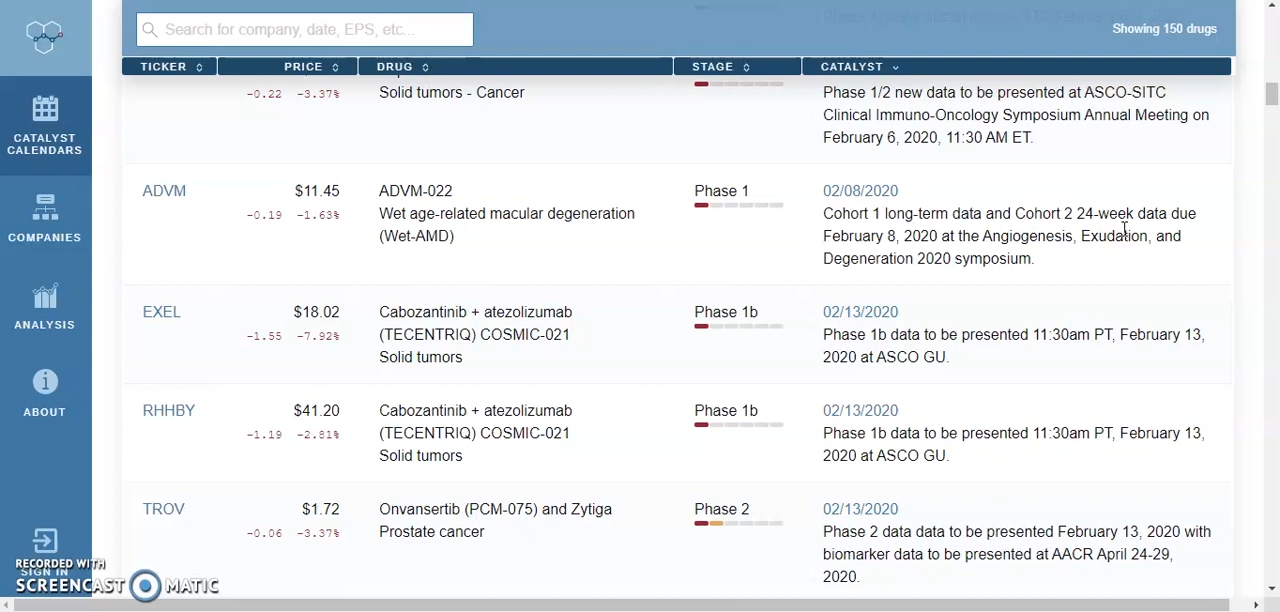 Search for company, date, EPS, etc...
Showing 150 drugs
TICKER PRICE DRUG STAGE CATALYST
CATALYST
CALENDARS
COMPANIES
ANALYSIS
ABOUT
SIGN IN
-0.22 -3.37%
Solid tumors - Cancer
Phase 1/2 new data to be presented at ASCO-SITC
Clinical Immuno-Oncology Symposium Annual Meeting on
February 6, 2020, 11:30 AM ET.
ADVM
$11.45
-0.19 -1.63%
ADVM-022
Wet age-related macular degeneration
(Wet-AMD)
Phase 1
02/08/2020
Cohort 1 long-term data and Cohort 2 24-week data due
February 8, 2020 at the Angiogenesis, Exudation, and
Degeneration 2020 symposium.
EXEL
$18.02
-1.55 -7.92%
Cabozantinib + atezolizumab
(TECENTRIQ) COSMIC-021
Solid tumors
Phase 1b
02/13/2020
Phase 1b data to be presented 11:30am PT, February 13,
2020 at ASCO GU.
RHHBY
$41.20
-1.19 -2.81%
Cabozantinib + atezolizumab
(TECENTRIQ) COSMIC-021
Solid tumors
Phase 1b
02/13/2020
Phase 1b data to be presented 11:30am PT, February 13,
2020 at ASCO GU.
TROV
$1.72
-0.06 -3.37%
Onvansertib (PCM-075) and Zytiga
Prostate cancer
Phase 2
02/13/2020
Phase 2 data data to be presented February 13, 2020 with
biomarker data to be presented at AACR April 24-29,
2020.
RECORDED WITH
SCREENCAST MATIC